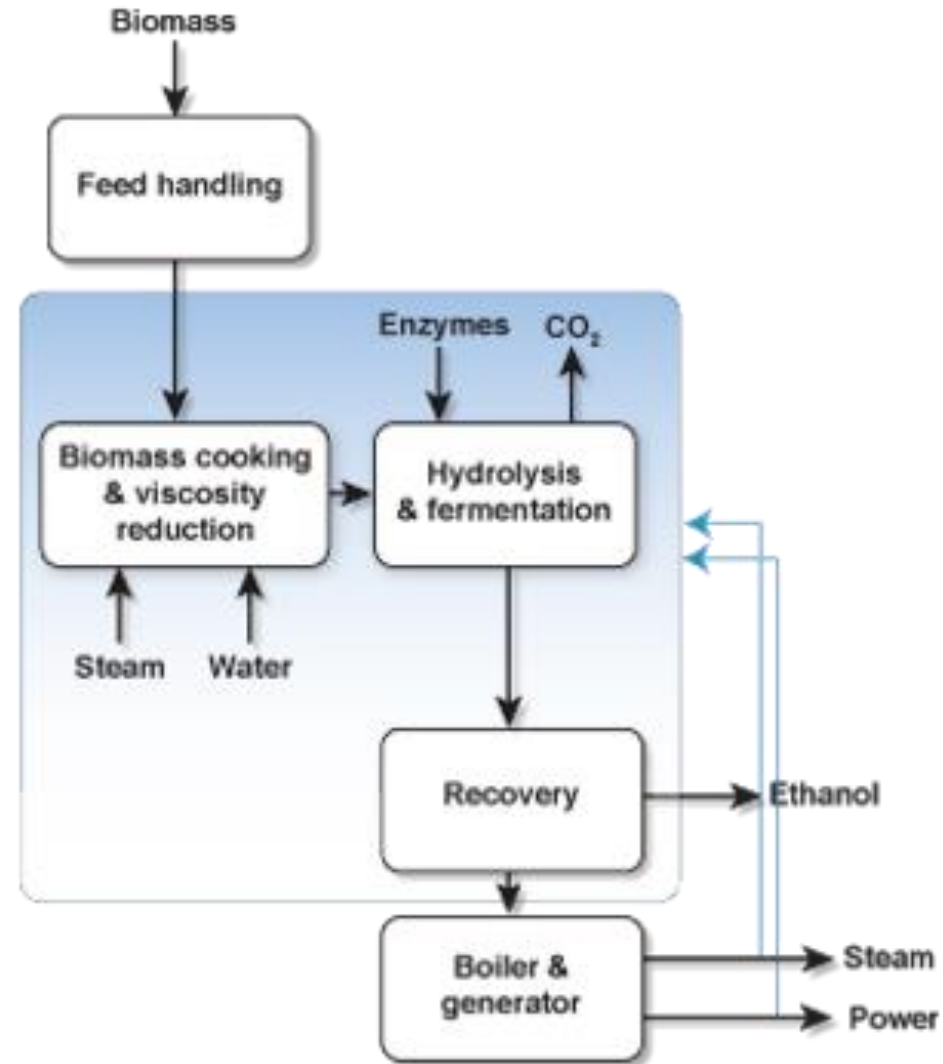 Biomass
Feed handling
Enzymes
CO₂
Biomass cooking
& viscosity
reduction
Hydrolysis
& fermentation
Steam
Water
Recovery
Ethanol
Boiler &
generator
Steam
Power